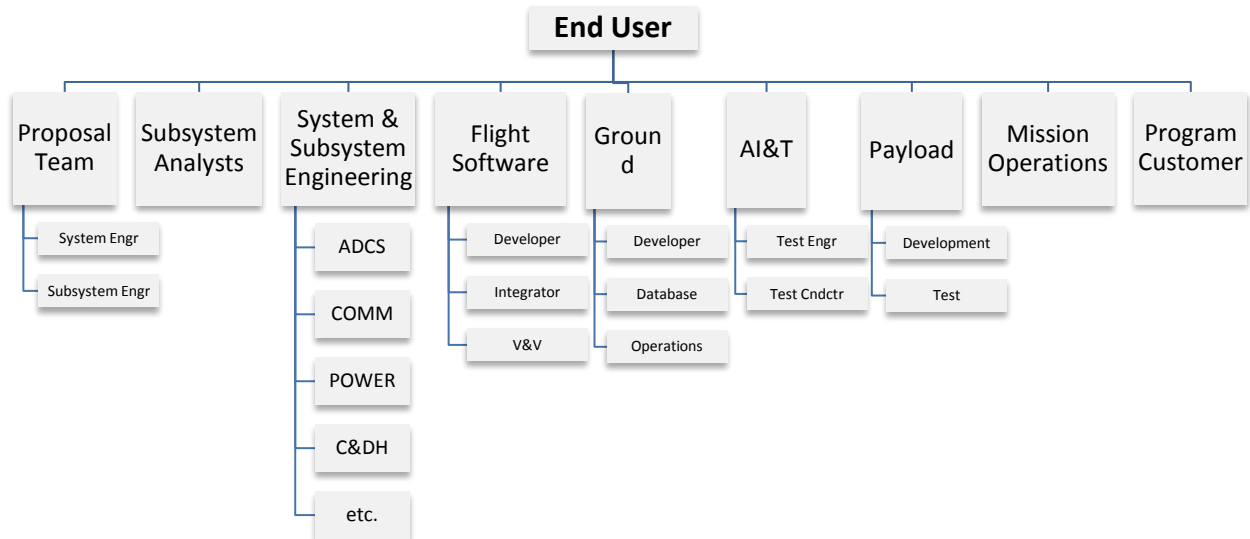 End User
Proposal
Team
Subsystem
Analysts
System &
Subsystem
Engineering
Flight
Software
Groun
d
AI&T
Payload
Mission
Operations
Program
Customer
System Engr
Subsystem Engr
ADCS
COMM
POWER
C&DH
etc.
Developer
Integrator
V&V
Developer
Database
Operations
Test Engr
Test Cndctr
Development
Test